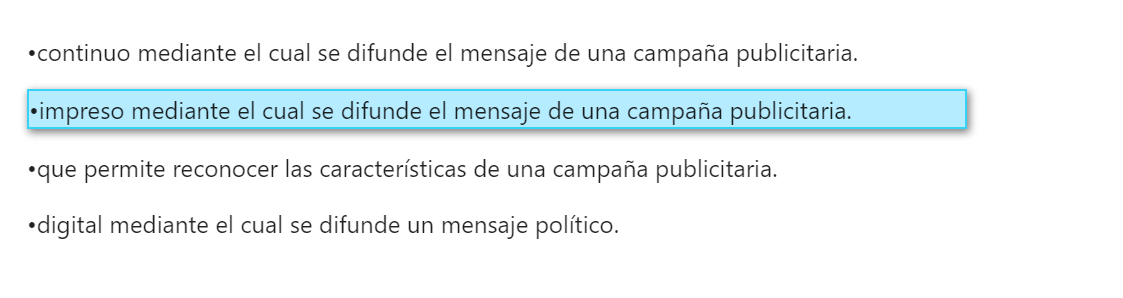 •continuo mediante el cual se difunde el mensaje de una campaña publicitaria.
•impreso mediante el cual se difunde el mensaje de una campaña publicitaria.
•que permite reconocer las características de una campaña publicitaria.
•digital mediante el cual se difunde un mensaje político.